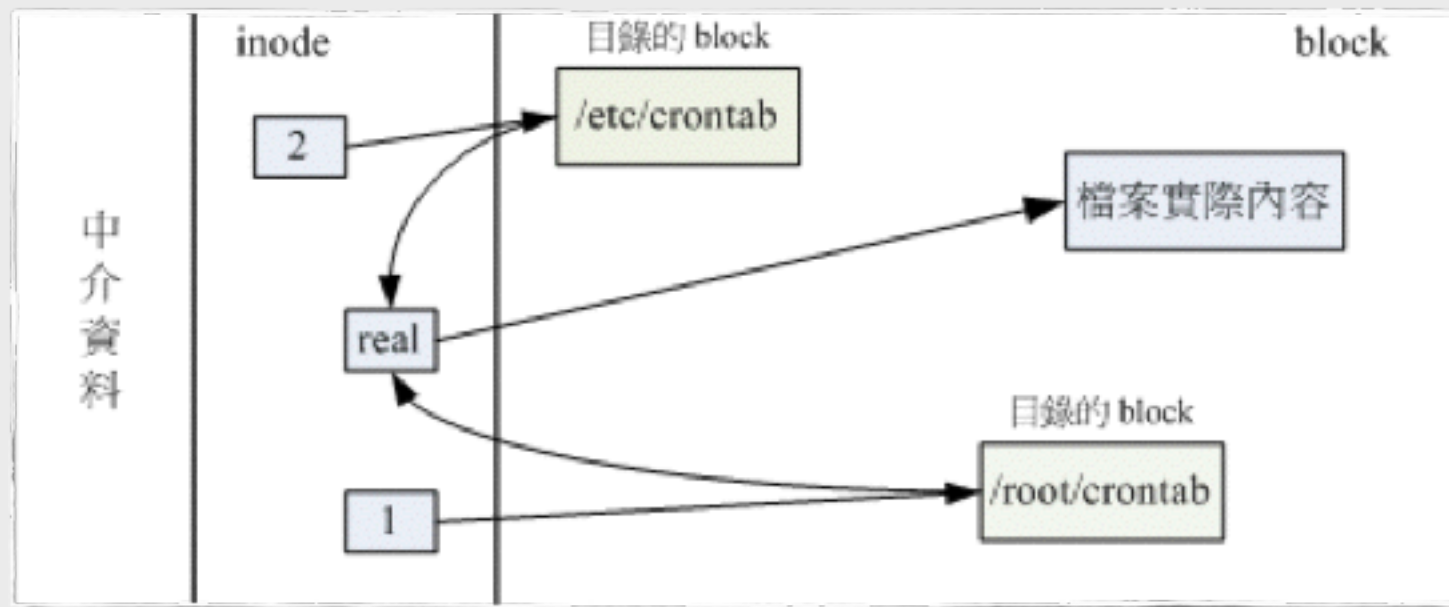 inode
目錄的 block
block
/etc/crontab
2
檔案實際內容
中介資料
real
目錄的 block
/root/crontab
1